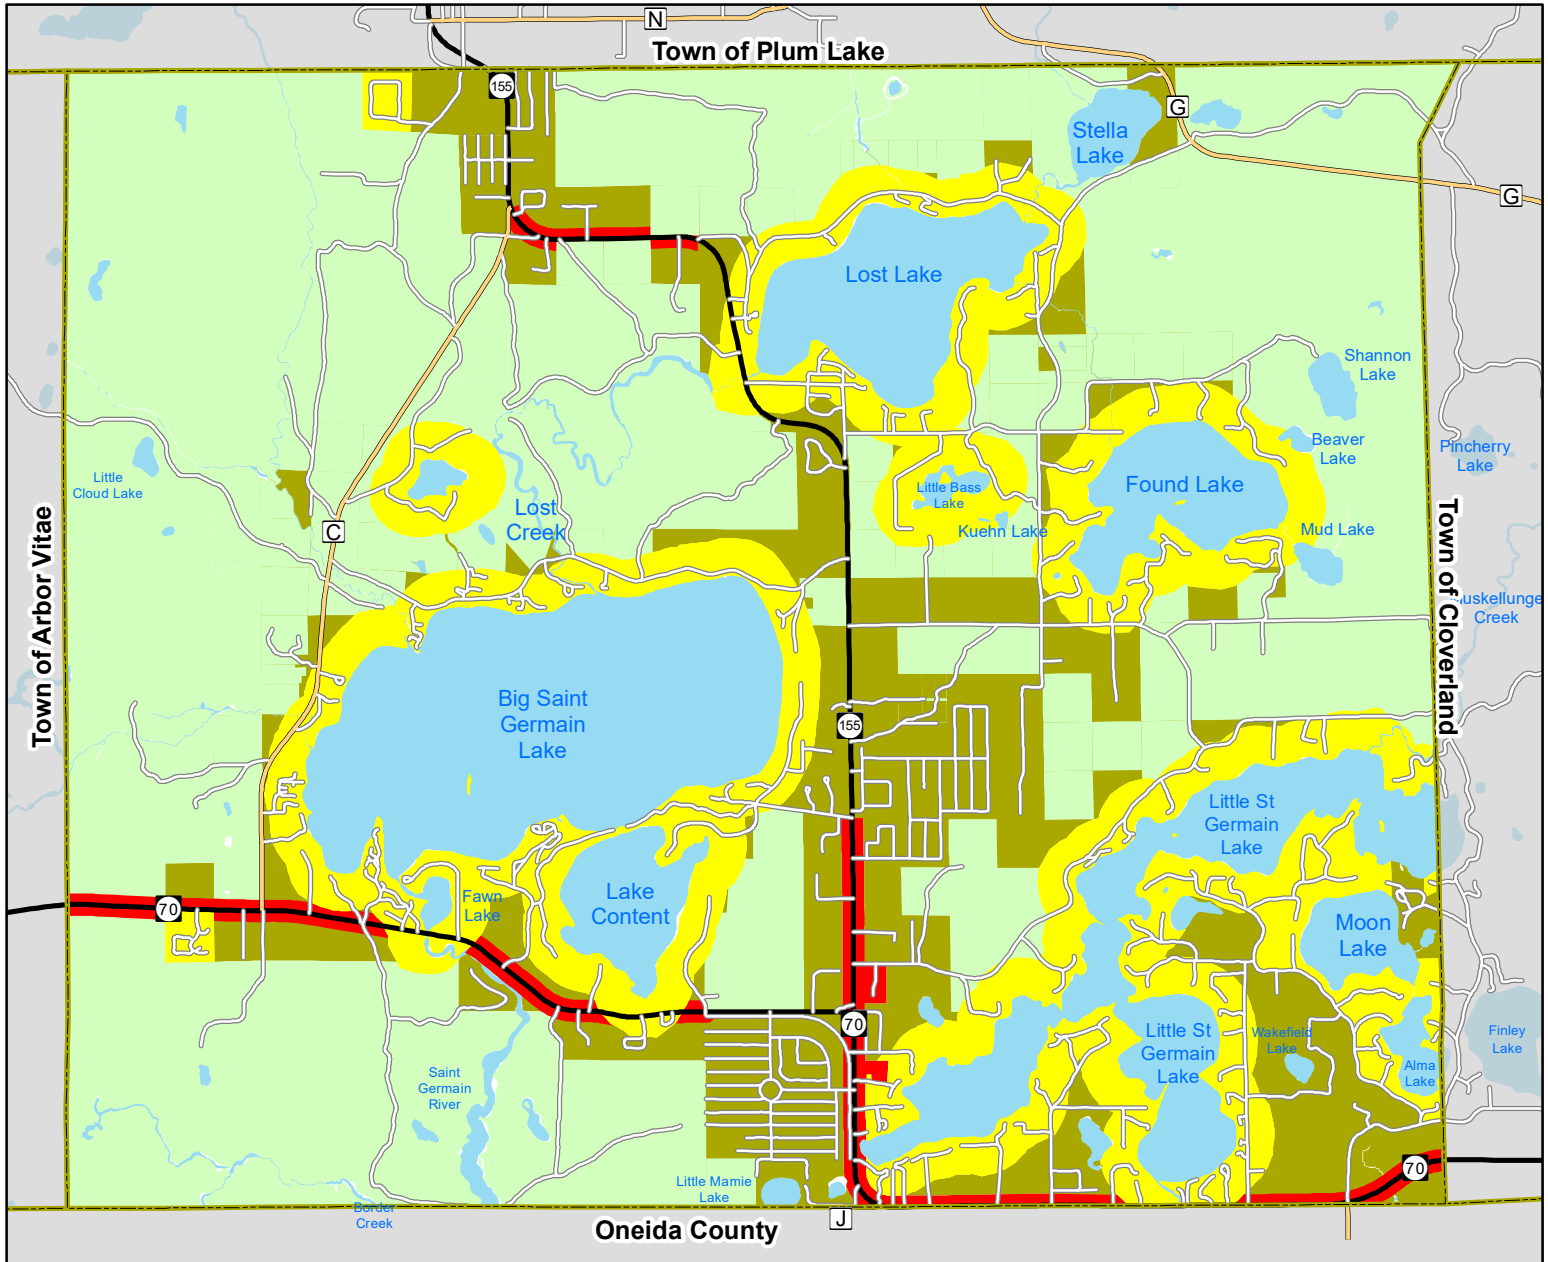 N
Town of Plum Lake
155
G
Stella
Lake
G
Lost Lake
Shannon
Lake
Beaver
Lake
Pincherry
Lake
Little
Cloud Lake
Little Bass
Lake
Found Lake
Lost
Creek
C
Kuehn Lake
Mud Lake
Town of Arbor Vitae
Town of Cloverland
uskellunge
Creek
Big Saint
Germain
Lake
155
Little St
Germain
Lake
Fawn
Lake
Lake
Content
70
Moon
Lake
70
Little St
Germain
Lake
Wakefield
Lake
Finley
Lake
Alma
Lake
Saint
Germain
River
70
Little Mamie
Lake
Border
Creek
J
Oneida County